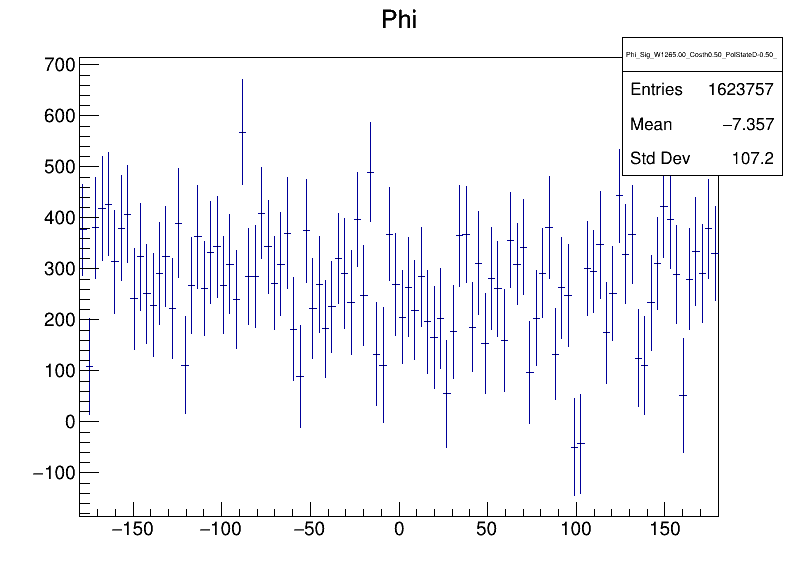 Phi
Phi_Sig_W1265.00_Costh0.50_PolStateD-0.50_
Entries 1623757
Mean −7.357
Std Dev 107.2
700
600
500
400
300
200
100
0
−100
−150 −100 −50 0 50 100 150